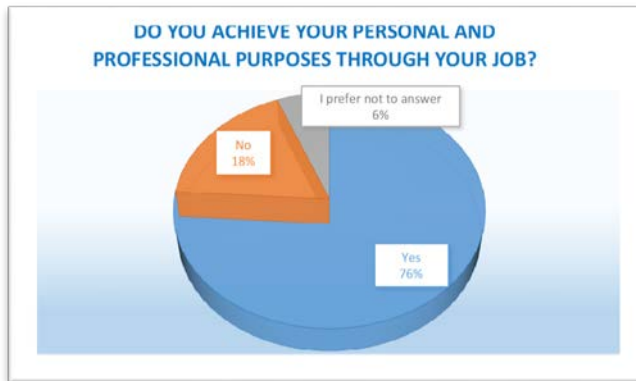 DO YOU ACHIEVE YOUR PERSONAL AND
PROFESSIONAL PURPOSES THROUGH YOUR JOB?
I prefer not to answer
6%
No
18%
Yes
76%